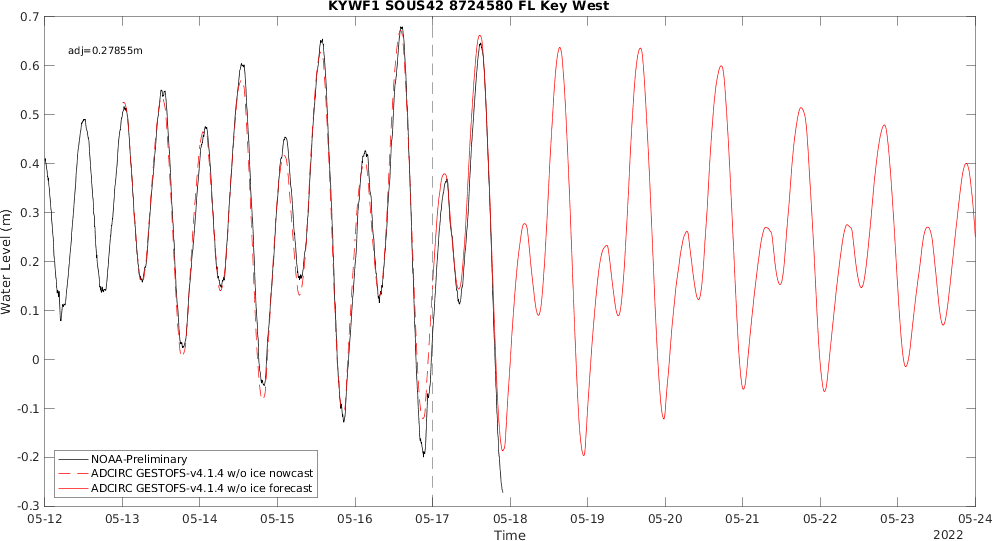 KYWF1 SOUS42 8724580 FL Key West
adj=0.27855m
Water Level (m)
0.7
0.6
0.5
0.4
0.3
0.2
0.1
0
-0.1
-0.2
-0.3
NOAA-Preliminary
ADCIRC GESTOFS-v4.1.4 w/o ice nowcast
ADCIRC GESTOFS-v4.1.4 w/o ice forecast
05-12 05-13 05-14 05-15 05-16 05-17 05-18 05-19 05-20 05-21 05-22 05-23 05-24
Time
2022